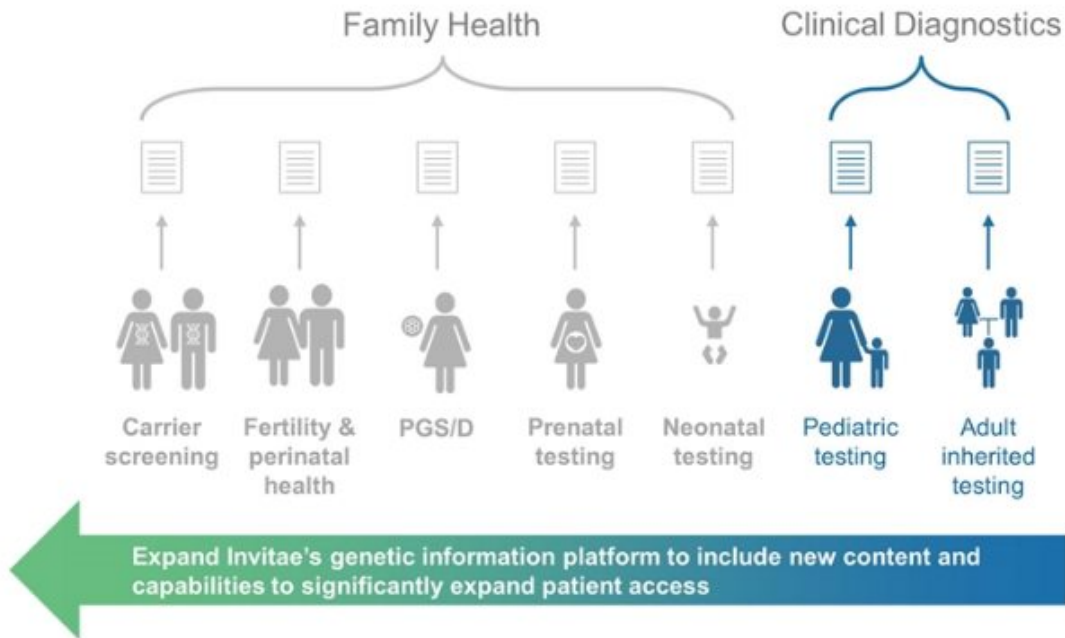 Family Health
Clinical Diagnostics
Carrier
screening
Fertility &
perinatal
health
PGS/D
Prenatal
testing
Neonatal
testing
Pediatric
testing
Adult
inherited
testing
Expand Invitae's genetic information platform to include new content and
capabilities to significantly expand patient access